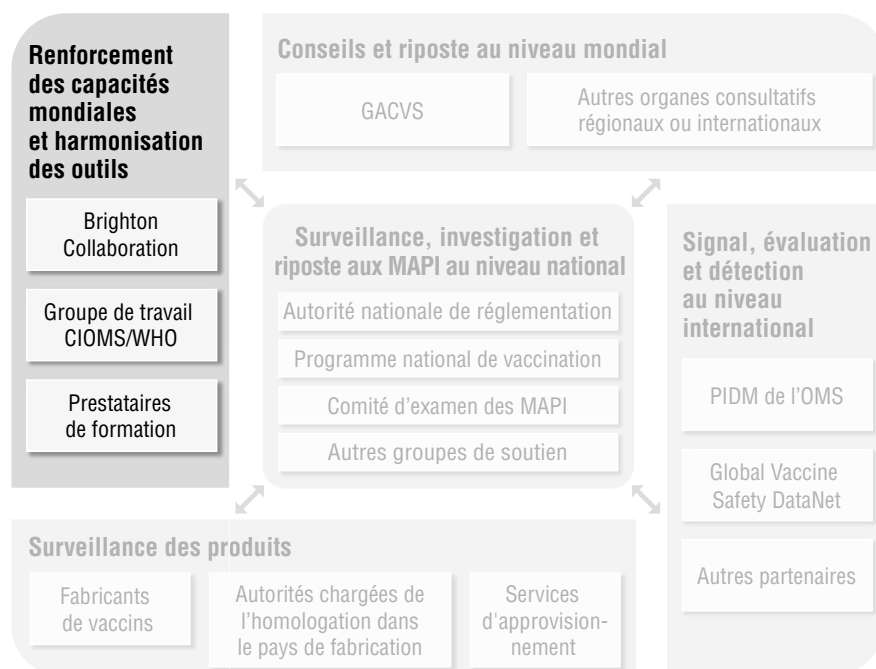 Renforcement
des capacités
mondiales
et harmonisation
des outils
Brighton
Collaboration
Groupe de travail
CIOMS/WHO
Prestataires
de formation
Conseils et riposte au niveau mondial
GACVS
Autres organes consultatifs
régionaux ou internationaux
Surveillance, investigation et
riposte aux MAPI au niveau national
Autorité nationale de réglementation
Programme national de vaccination
Comité d’examen des MAPI
Autres groupes de soutien
Signal, évaluation
et détection
au niveau
international
PIDM de l’OMS
Global Vaccine
Safety DataNet
Autres partenaires
Surveillance des produits
Fabricants
de vaccins
Autorités chargées de
l’homologation dans
le pays de fabrication
Services
d'approvision-
nement